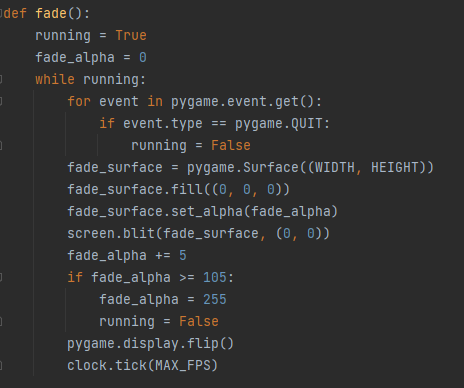 def fade():
    running = True
    fade_alpha = 0
    while running:
        for event in pygame.event.get():
            if event.type == pygame.QUIT:
                running = False
        fade_surface = pygame.Surface((WIDTH, HEIGHT))
        fade_surface.fill((0, 0, 0))
        fade_surface.set_alpha(fade_alpha)
        screen.blit(fade_surface, (0, 0))
        fade_alpha += 5
        if fade_alpha >= 105:
            fade_alpha = 255
            running = False
        pygame.display.flip()
        clock.tick(MAX_FPS)